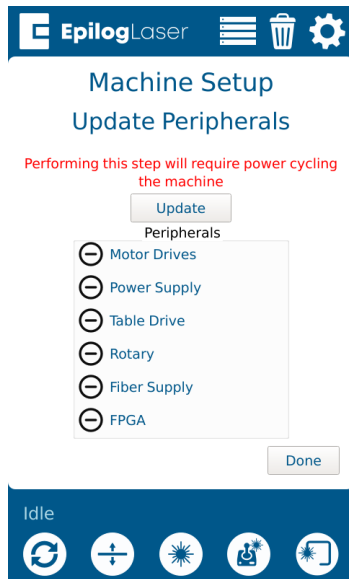 EpilogLaser
Machine Setup
Update Peripherals
Performing this step will require power cycling
the machine
Update
Peripherals
Motor Drives
Power Supply
Table Drive
Rotary
Fiber Supply
FPGA
Done
Idle